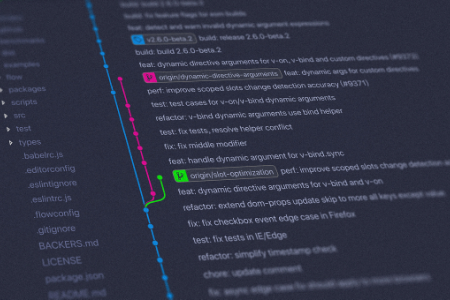 build: build 2.6.0-beta.2
build: fix feature flags for esm builds
feat: detect and warn invalid dynamic argument expressions
v2.6.0-beta.2 build: release 2.6.0-beta.2
build: build 2.6.0-beta.2
feat: dynamic directive arguments for v-on, v-bind and custom directives (#9373)
origin/dynamic-directive-arguments feat: dynamic args for custom directives
perf: improve scoped slots change detection accuracy (#9371)
test: test cases for v-on/v-bind dynamic arguments
refactor: v-bind dynamic arguments use bind helper
test: fix tests, resolve helper conflict
fix: fix middle modifier
feat: handle dynamic argument for v-bind.sync
origin/slot-optimization perf: improve scoped slots change detection
feat: dynamic directive arguments for v-bind and v-on
refactor: extend dom-props update skip to more all keys except value
fix: fix checkbox event edge case in Firefox
test: fix tests in IE/Edge
refactor: simplify timestamp check
chore: update comment
fix: async edge case fix should apply to more browsers
examples
flow
packages
scripts
src
test
types
.babelrc.js
.editorconfig
.eslintignore
.eslintrc.js
.flowconfig
.gitignore
BACKERS.md
LICENSE
package.json
README.md